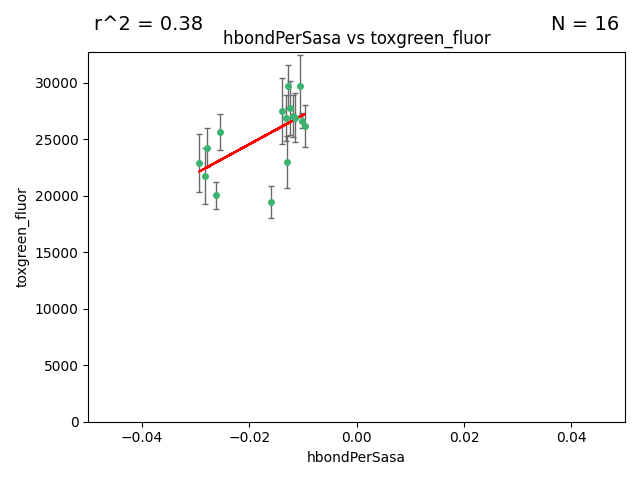 r^2 = 0.38
N = 16
hbondPerSasa vs toxgreen_fluor
30000
25000
20000
15000
10000
5000
0
toxgreen_fluor
−0.04
−0.02
0.00
0.02
0.04
hbondPerSasa